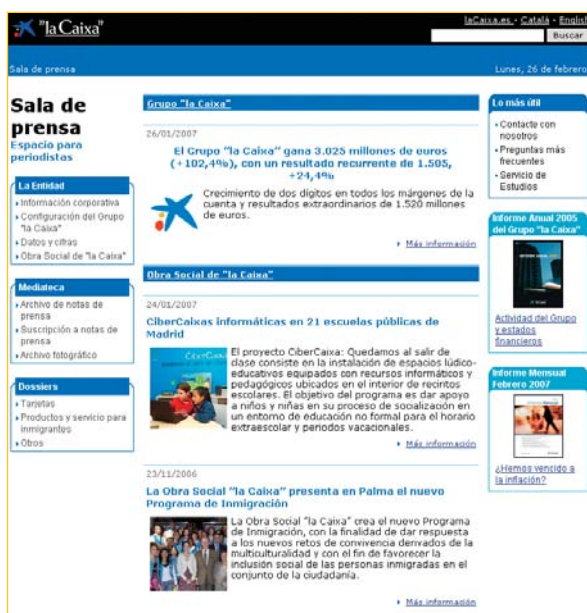 "la Caixa"
laCaixa.es · Català · English
Buscar
Sala de prensa
Lunes, 26 de febrero
Sala de
prensa
Espacio para
periodistas
La Entidad
Información corporativa
Configuración del Grupo
"la Caixa"
Datos y cifras
Obra Social de "la Caixa"
Mediateca
Archivo de notas de
prensa
Suscripción a notas de
prensa
Archivo fotográfico
Dossiers
Tarjetas
Productos y servicio para
inmigrantes
Otros
Grupo "la Caixa"
26/01/2007
El Grupo "la Caixa" gana 3.025 millones de euros
(+102,4%), con un resultado recurrente de 1.505,
+24,4%
Crecimiento de dos dígitos en todos los márgenes de la
cuenta y resultados extraordinarios de 1.520 millones
de euros.
Más información
Obra Social de "la Caixa"
24/01/2007
CiberCaixas informáticas en 21 escuelas públicas de
Madrid
El proyecto CiberCaixa: Quedamos al salir de
clase consiste en la instalación de espacios lúdico-
educativos equipados con recursos informáticos y
pedagógicos ubicados en el interior de recintos
escolares. El objetivo del programa es dar apoyo
a niños y niñas en su proceso de socialización en
un entorno de educación no formal para el horario
extraescolar y periodos vacacionales.
Más información
23/11/2006
La Obra Social "la Caixa" presenta en Palma el nuevo
Programa de Inmigración
La Obra Social "la Caixa" crea el nuevo Programa
de Inmigración, con la finalidad de dar respuesta
a los nuevos retos de convivencia derivados de la
multiculturalidad y con el fin de favorecer la
inclusión social de las personas inmigradas en el
conjunto de la ciudadanía.
Más información
Lo más útil
Contacte con
nosotros
Preguntas más
frecuentes
Servicio de
Estudios
Informe Anual 2005
del Grupo "la Caixa"
Actividad del Grupo
y estados
financieros
Informe Mensual
Febrero 2007
¿Hemos vencido a
la inflación?